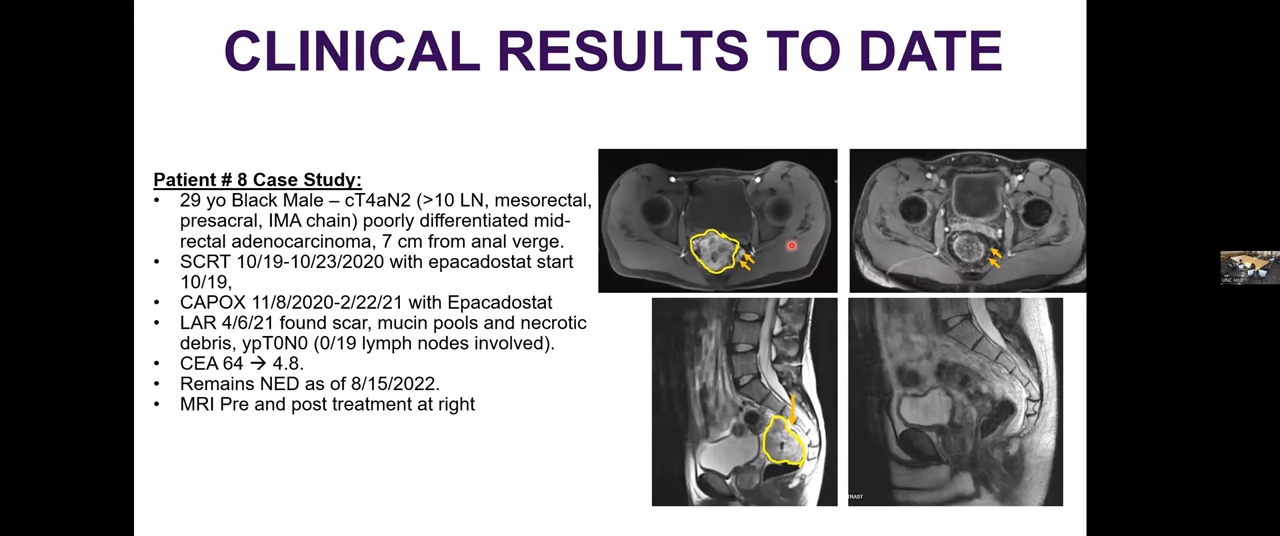 CLINICAL RESULTS TO DATE
Patient # 8 Case Study:
• 29 yo Black Male – cT4aN2 (>10 LN, mesorectal,
presacral, IMA chain) poorly differentiated mid-
rectal adenocarcinoma, 7 cm from anal verge.
• SCRT 10/19-10/23/2020 with epacadostat start
10/19,
• CAPOX 11/8/2020-2/22/21 with Epacadostat
• LAR 4/6/21 found scar, mucin pools and necrotic
debris, ypT0N0 (0/19 lymph nodes involved).
• CEA 64 → 4.8.
• Remains NED as of 8/15/2022.
• MRI Pre and post treatment at right
TRAST
UNC Host